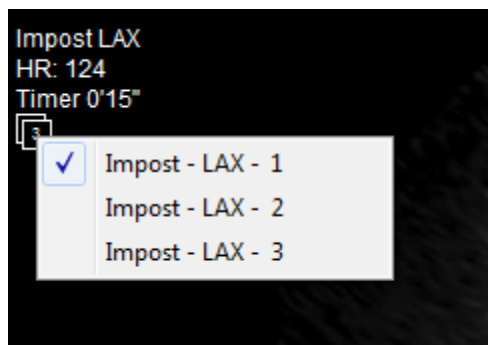 Impost LAX
HR: 124
Timer 0'15"
3
Impost - LAX - 1
Impost - LAX - 2
Impost - LAX - 3